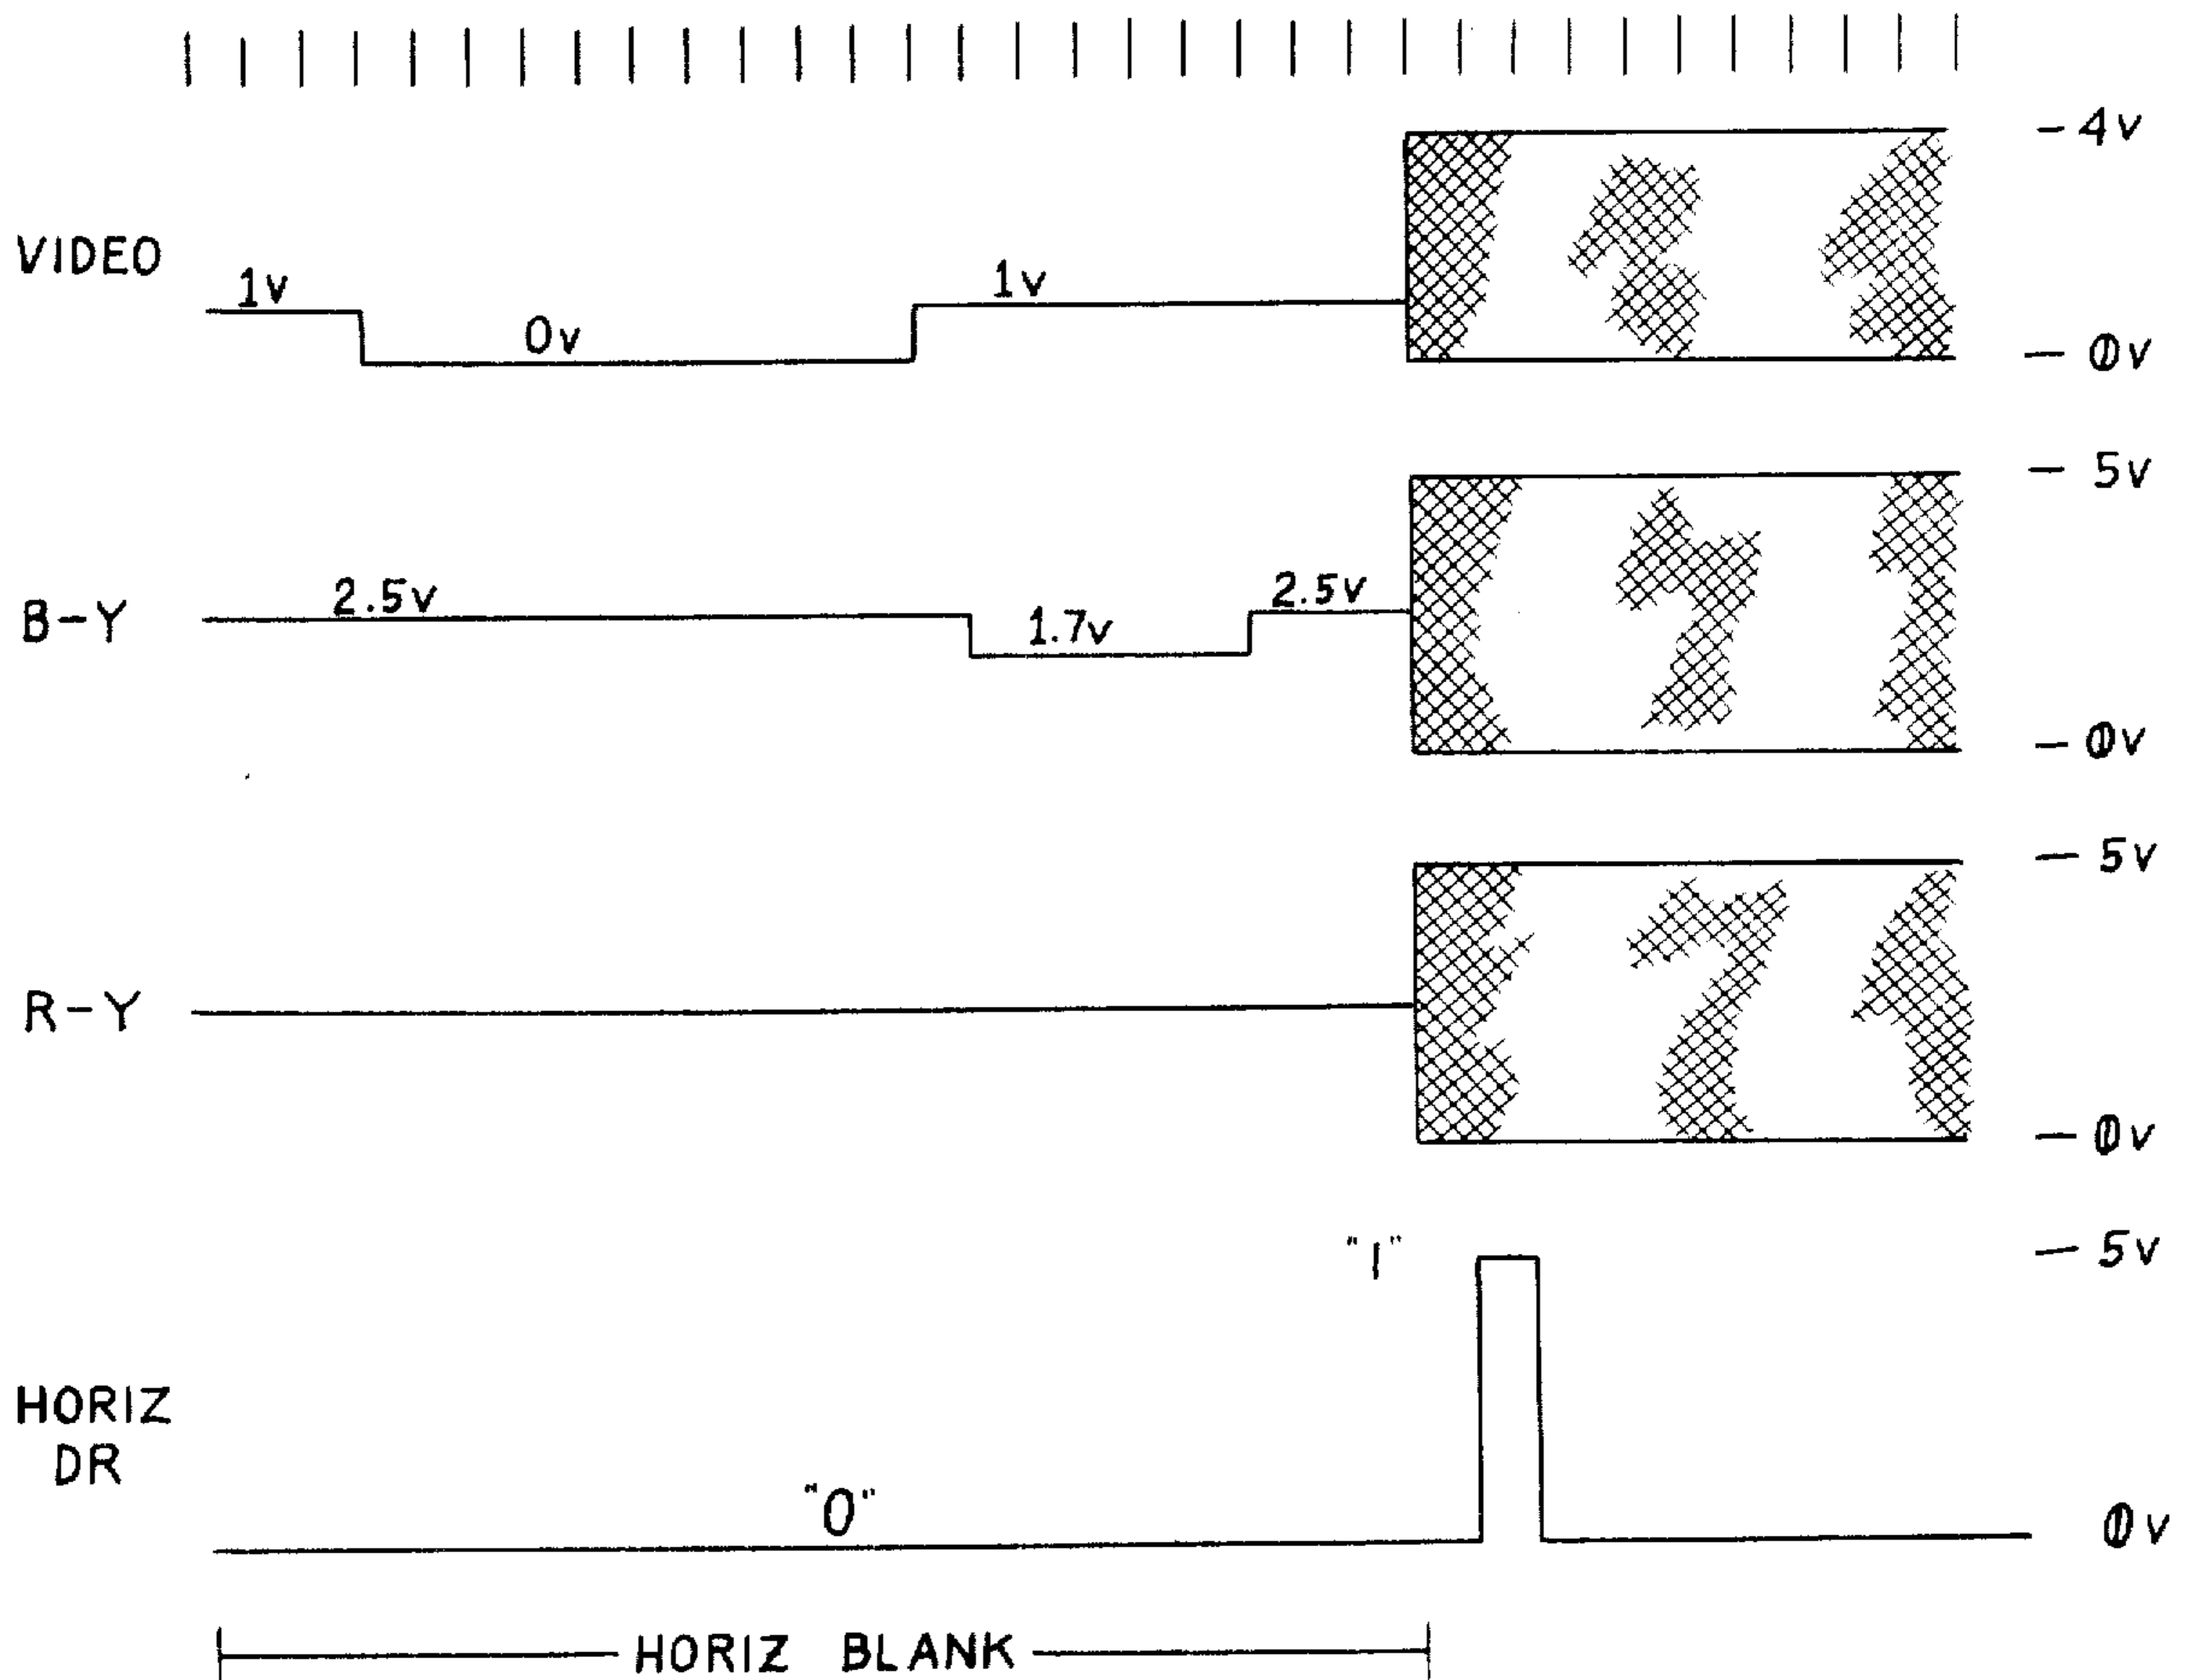 - 4v
VIDEO
1v
0v
1v
- 0v
- 5v
B-Y
2.5v
1.7v
2.5v
- 0v
- 5v
R-Y
- 0v
"1"
- 5v
HORIZ
DR
"0"
0v
HORIZ BLANK